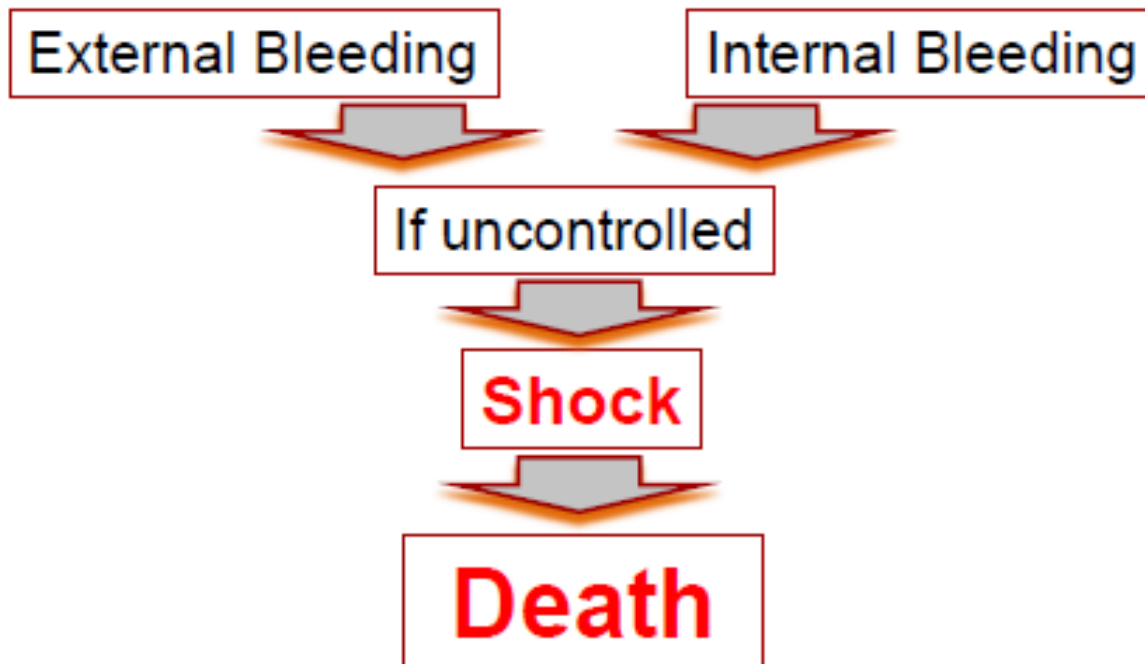 External Bleeding
Internal Bleeding
If uncontrolled
Shock
Death